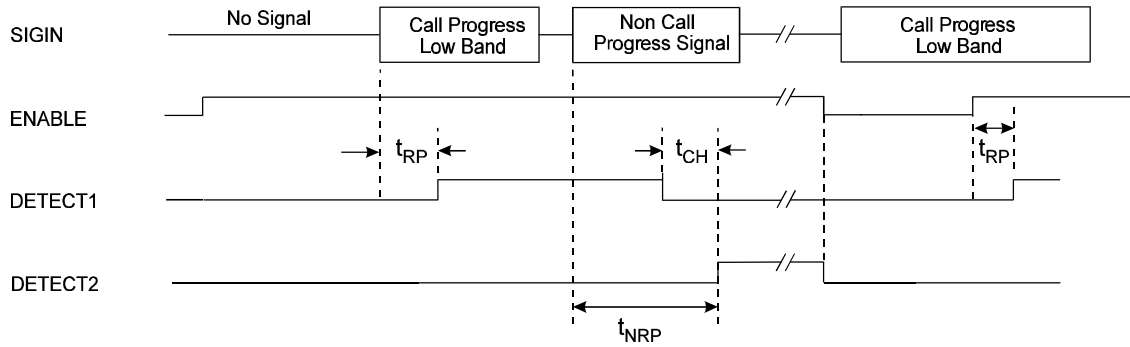 SIGIN
No Signal
Call Progress
Low Band
Non Call
Progress Signal
Call Progress
Low Band
ENABLE
tRP
tCH
tRP
DETECT1
DETECT2
tNRP